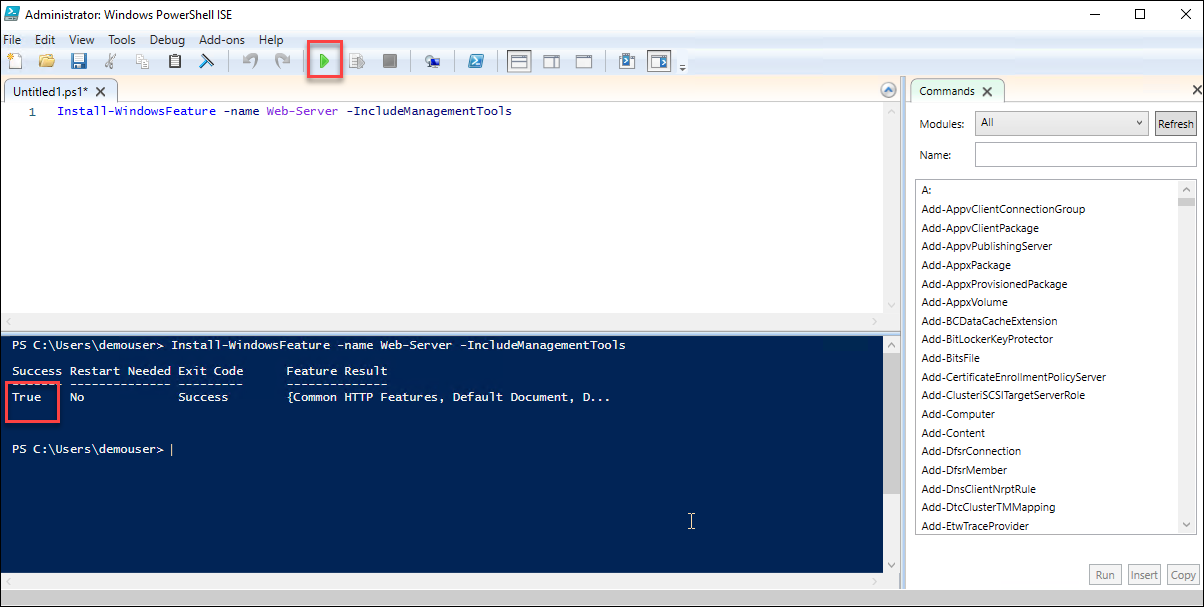 Administrator: Windows PowerShell ISE
File Edit View Tools Debug Add-ons Help
Untitled1.ps1*
1 Install-WindowsFeature -name Web-Server -IncludeManagementTools
PS C:\Users\demouser> Install-WindowsFeature -name Web-Server -IncludeManagementTools
Success Restart Needed Exit Code Feature Result
------- -------------- --------- --------------
True No Success {Common HTTP Features, Default Document, D...
PS C:\Users\demouser>
Commands
Modules: All Refresh
Name:
A:
Add-AppvClientConnectionGroup
Add-AppvClientPackage
Add-AppvPublishingServer
Add-AppxPackage
Add-AppxProvisionedPackage
Add-AppxVolume
Add-BCDataCacheExtension
Add-BitLockerKeyProtector
Add-BitsFile
Add-CertificateEnrollmentPolicyServer
Add-ClusteriSCSITargetServerRole
Add-Computer
Add-Content
Add-DfsrConnection
Add-DfsrMember
Add-DnsClientNrptRule
Add-DtcClusterTMMapping
Add-EtwTraceProvider
Run Insert Copy